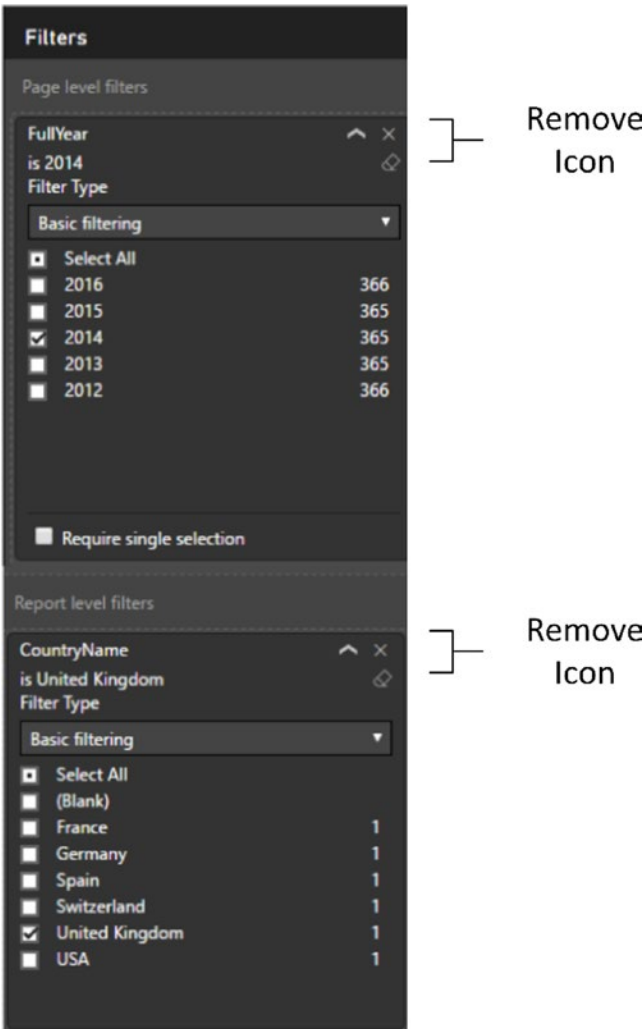 Filters
Page level filters
FullYear
is 2014
Filter Type
Basic filtering
Select All
2016 366
2015 365
2014 365
2013 365
2012 366
Require single selection
Remove
Icon
Report level filters
CountryName
is United Kingdom
Filter Type
Basic filtering
Select All
(Blank)
France 1
Germany 1
Spain 1
Switzerland 1
United Kingdom 1
USA 1
Remove
Icon